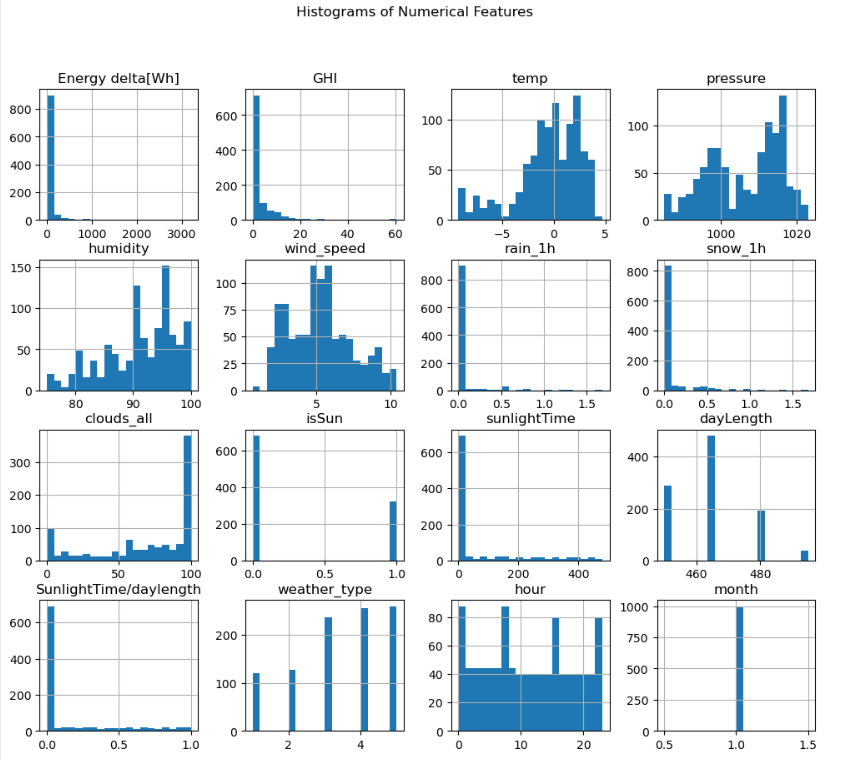 Histograms of Numerical Features
Energy delta[Wh] GHI temp pressure
800 600 400 200 0
0 1000 2000 3000
600 400 200 0
0 20 40 60
100 50 0
−5 0 5
100 50 0
1000 1020
humidity wind_speed rain_1h snow_1h
150 100 50 0
80 90 100
100 75 50 25 0
5 10
800 600 400 200 0
0.0 0.5 1.0 1.5
800 600 400 200 0
0.0 0.5 1.0 1.5
clouds_all isSun sunlightTime dayLength
300 200 100 0
0 50 100
600 400 200 0
0.0 0.5 1.0
600 400 200 0
0 200 400
400 200 0
460 480
SunlightTime/daylength weather_type hour month
600 400 200 0
0.0 0.5 1.0
200 100 0
2 4
80 60 40 20 0
0 10 20
1000 750 500 250 0
0.5 1.0 1.5